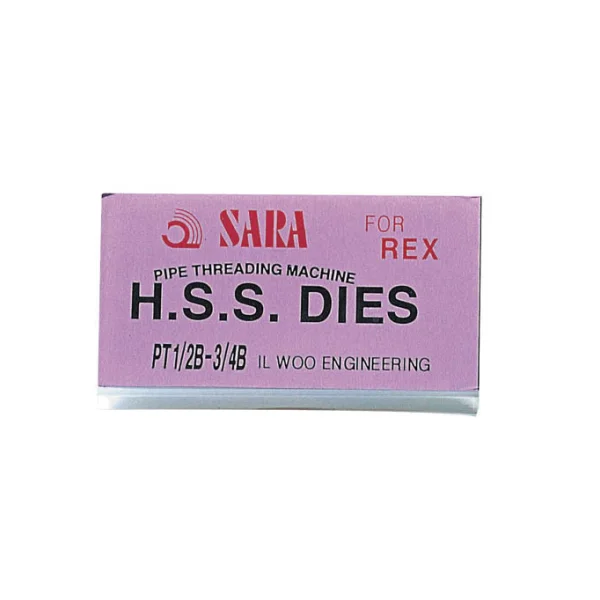 SARA
FOR
REX
PIPE THREADING MACHINE
H.S.S. DIES
PT1/2B-3/4B IL WOO ENGINEERING